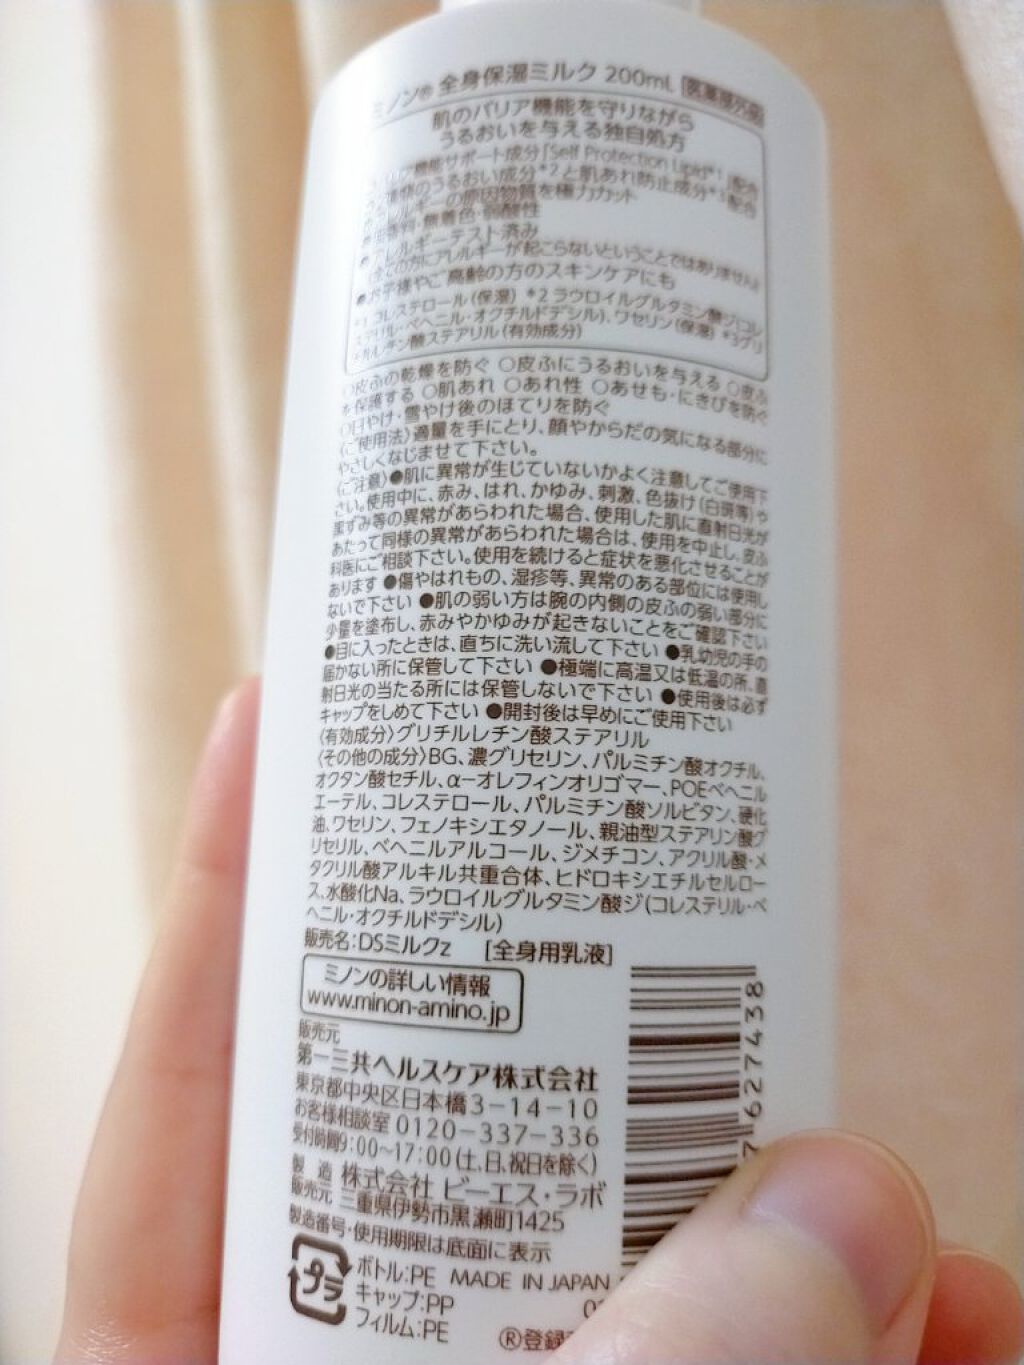 ミノン® 全身保湿ミルク 200mL 医薬部外品
肌のバリア機能を守りながら
うるおいを与える独自処方
機能サポート成分「Self Protection Lipid*1」配合
のうるおい成分*2と肌あれ防止成分*3配合
アレルギーの原因物質を極力カット
無着色・弱酸性
アレルギーテスト済み
(全ての方にアレルギーが起こらないということではありません)
●お子様やご高齢の方のスキンケアにも
*1 コレステロール(保湿) *2 ラウロイルグルタミン酸ジ(コレ
ステリル・ベヘニル・オクチルドデシル)、ワセリン(保湿) *3グリ
チルレチン酸ステアリル(有効成分)
○皮ふの乾燥を防ぐ ○皮ふにうるおいを与える ○皮ふ
を保護する ○肌あれ ○あれ性 ○あせも・にきびを防ぐ
○日やけ・雪やけ後のほてりを防ぐ
〈ご使用法〉適量を手にとり、顔やからだの気になる部分に
やさしくなじませて下さい。
〈ご注意〉●肌に異常が生じていないかよく注意してご使用下
さい。使用中に、赤み、はれ、かゆみ、刺激、色抜け(白斑等)や
黒ずみ等の異常があらわれた場合、使用した肌に直射日光が
あたって同様の異常があらわれた場合は、使用を中止し、皮ふ
科医にご相談下さい。使用を続けると症状を悪化させることが
あります ●傷やはれもの、湿疹等、異常のある部位には使用し
ないで下さい ●肌の弱い方は腕の内側の皮ふの弱い部分に
少量を塗布し、赤みやかゆみが起きないことをご確認下さい
●目に入ったときは、直ちに洗い流して下さい ●乳幼児の手の
届かない所に保管して下さい ●極端に高温又は低温の所、直
射日光の当たる所には保管しないで下さい ●使用後は必ず
キャップをしめて下さい ●開封後は早めにご使用下さい
〈有効成分〉グリチルレチン酸ステアリル
〈その他の成分〉BG、濃グリセリン、パルミチン酸オクチル、
オクタン酸セチル、α－オレフィンオリゴマー、POEベヘニル
エーテル、コレステロール、パルミチン酸ソルビタン、硬化
油、ワセリン、フェノキシエタノール、親油型ステアリン酸グ
リセリル、ベヘニルアルコール、ジメチコン、アクリル酸・メ
タクリル酸アルキル共重合体、ヒドロキシエチルセルロー
ス、水酸化Na、ラウロイルグルタミン酸ジ(コレステリル・ベ
ヘニル・オクチルドデシル)
販売名：DSミルクz [全身用乳液]
ミノンの詳しい情報
www.minon-amino.jp
販売元
第一三共ヘルスケア株式会社
東京都中央区日本橋3－14－10
お客様相談室 0120－337－336
受付時間9：00～17：00(土、日、祝日を除く)
製造販売元 株式会社 ビーエス・ラボ
三重県伊勢市黒瀬町1425
製造番号・使用期限は底面に表示
プラ
ボトル：PE MADE IN JAPAN
キャップ：PP
フィルム：PE
®登録
7627438